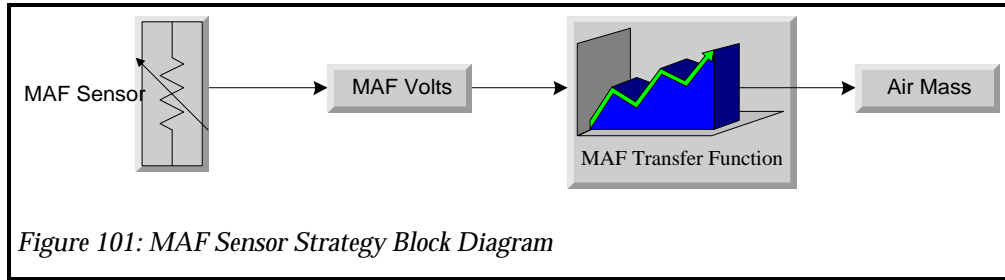 MAF Sensor
MAF Volts
MAF Transfer Function
Air Mass
Figure 101: MAF Sensor Strategy Block Diagram